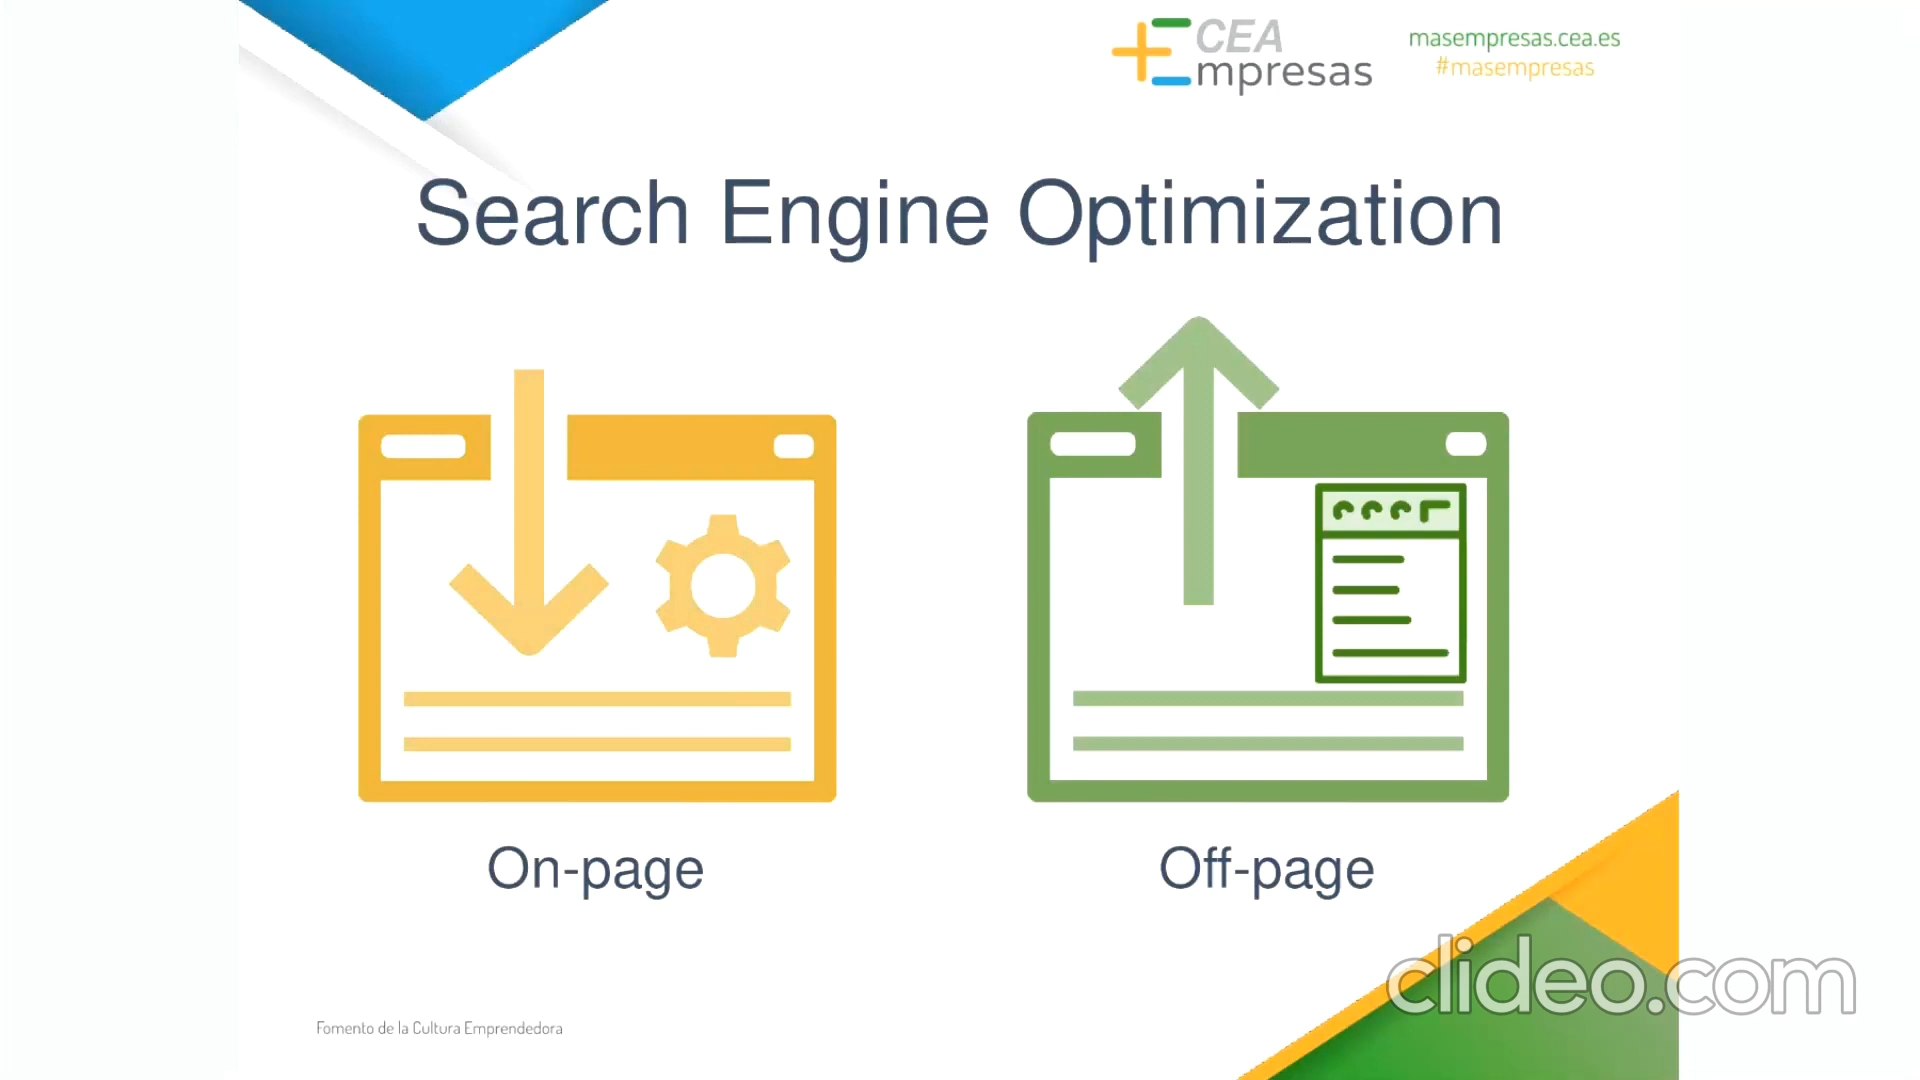 CEA
Empresas
masempresas.cea.es
#masempresas
Search Engine Optimization
On-page
Off-page
clideo.com
Fomento de la Cultura Emprendedora